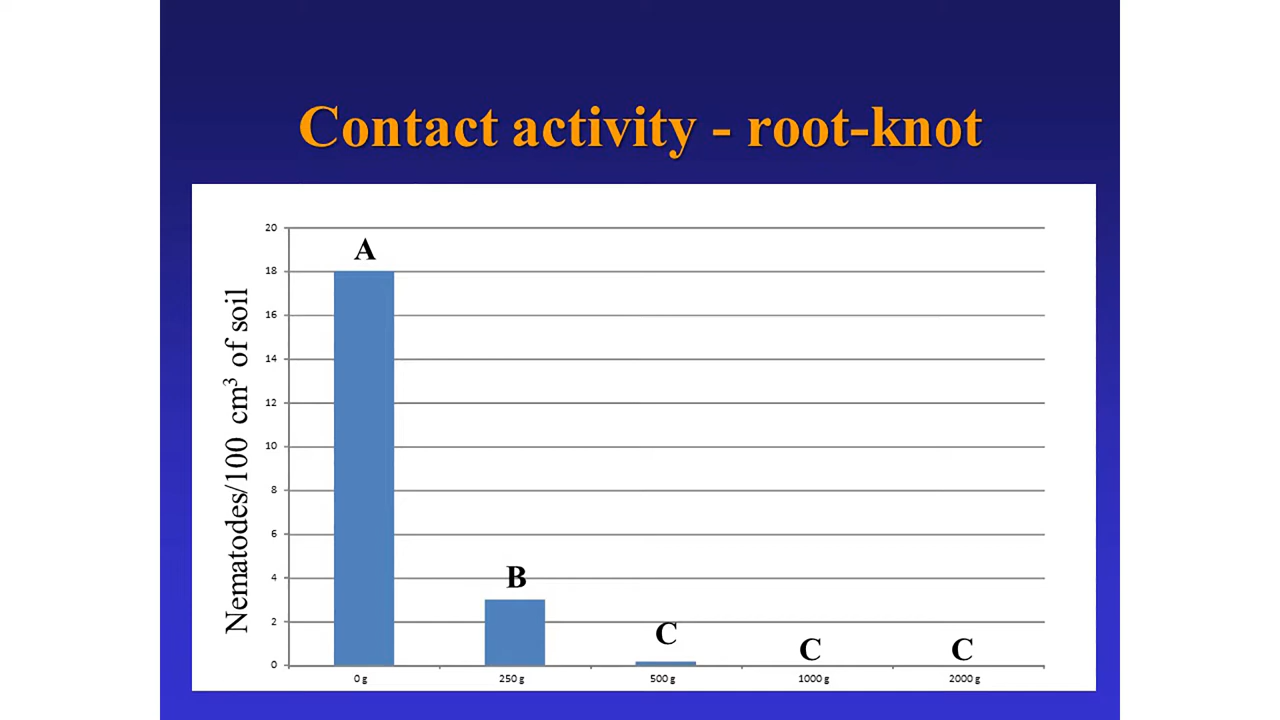 Contact activity - root-knot
Nematodes/100 cm³ of soil
20
18
16
14
12
10
8
6
4
2
0
A
B
C
C
C
0 g
250 g
500 g
1000 g
2000 g